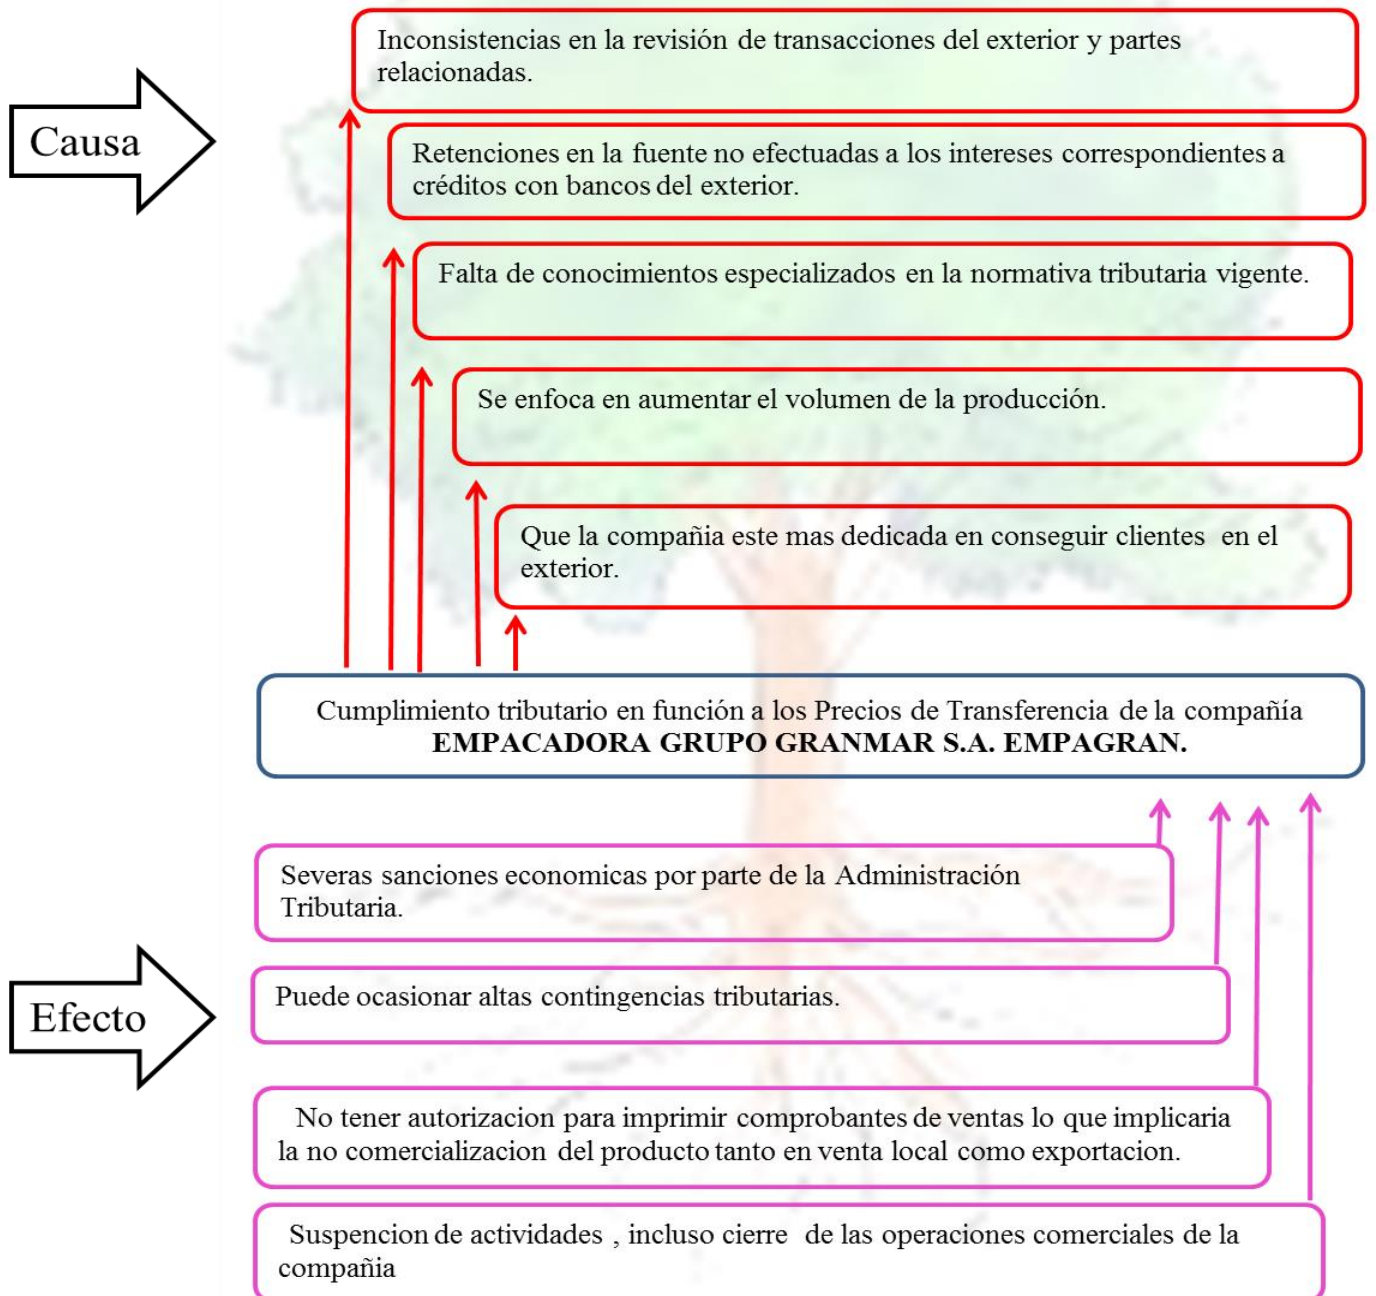 Inconsistencias en la revisión de transacciones del exterior y partes
relacionadas.
Causa
Retenciones en la fuente no efectuadas a los intereses correspondientes a
créditos con bancos del exterior.
Falta de conocimientos especializados en la normativa tributaria vigente.
Se enfoca en aumentar el volumen de la producción.
Que la compañia este mas dedicada en conseguir clientes en el
exterior.
Cumplimiento tributario en función a los Precios de Transferencia de la compañía
EMPACADORA GRUPO GRANMAR S.A. EMPAGRAN.
Severas sanciones economicas por parte de la Administración
Tributaria.
Efecto
Puede ocasionar altas contingencias tributarias.
No tener autorizacion para imprimir comprobantes de ventas lo que implicaria
la no comercializacion del producto tanto en venta local como exportacion.
Suspencion de actividades , incluso cierre de las operaciones comerciales de la
compañia